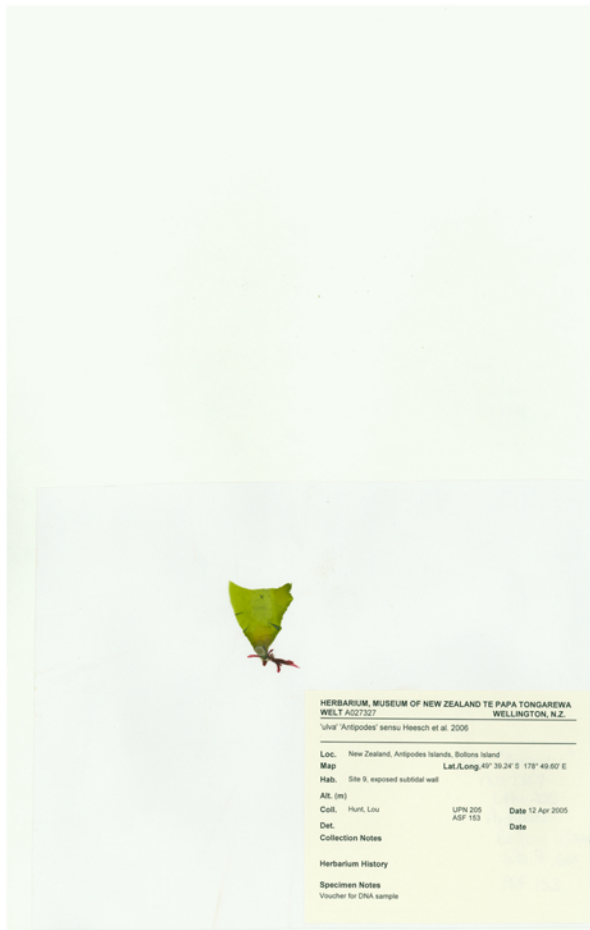 HERBARIUM, MUSEUM OF NEW ZEALAND TE PAPA TONGAREWA
WELT A027327 WELLINGTON, N.Z.
'ulva' 'Antipodes' sensu Heesch et al. 2006
Loc. New Zealand, Antipodes Islands, Bollons Island
Map Lat./Long. 49° 39.24' S 178° 49.60' E
Hab. Site 9, exposed subtidal wall
Alt. (m)
Coll. Hunt, Lou UPN 205 Date 12 Apr 2005
ASF 153
Det. Date
Collection Notes
Herbarium History
Specimen Notes
Voucher for DNA sample